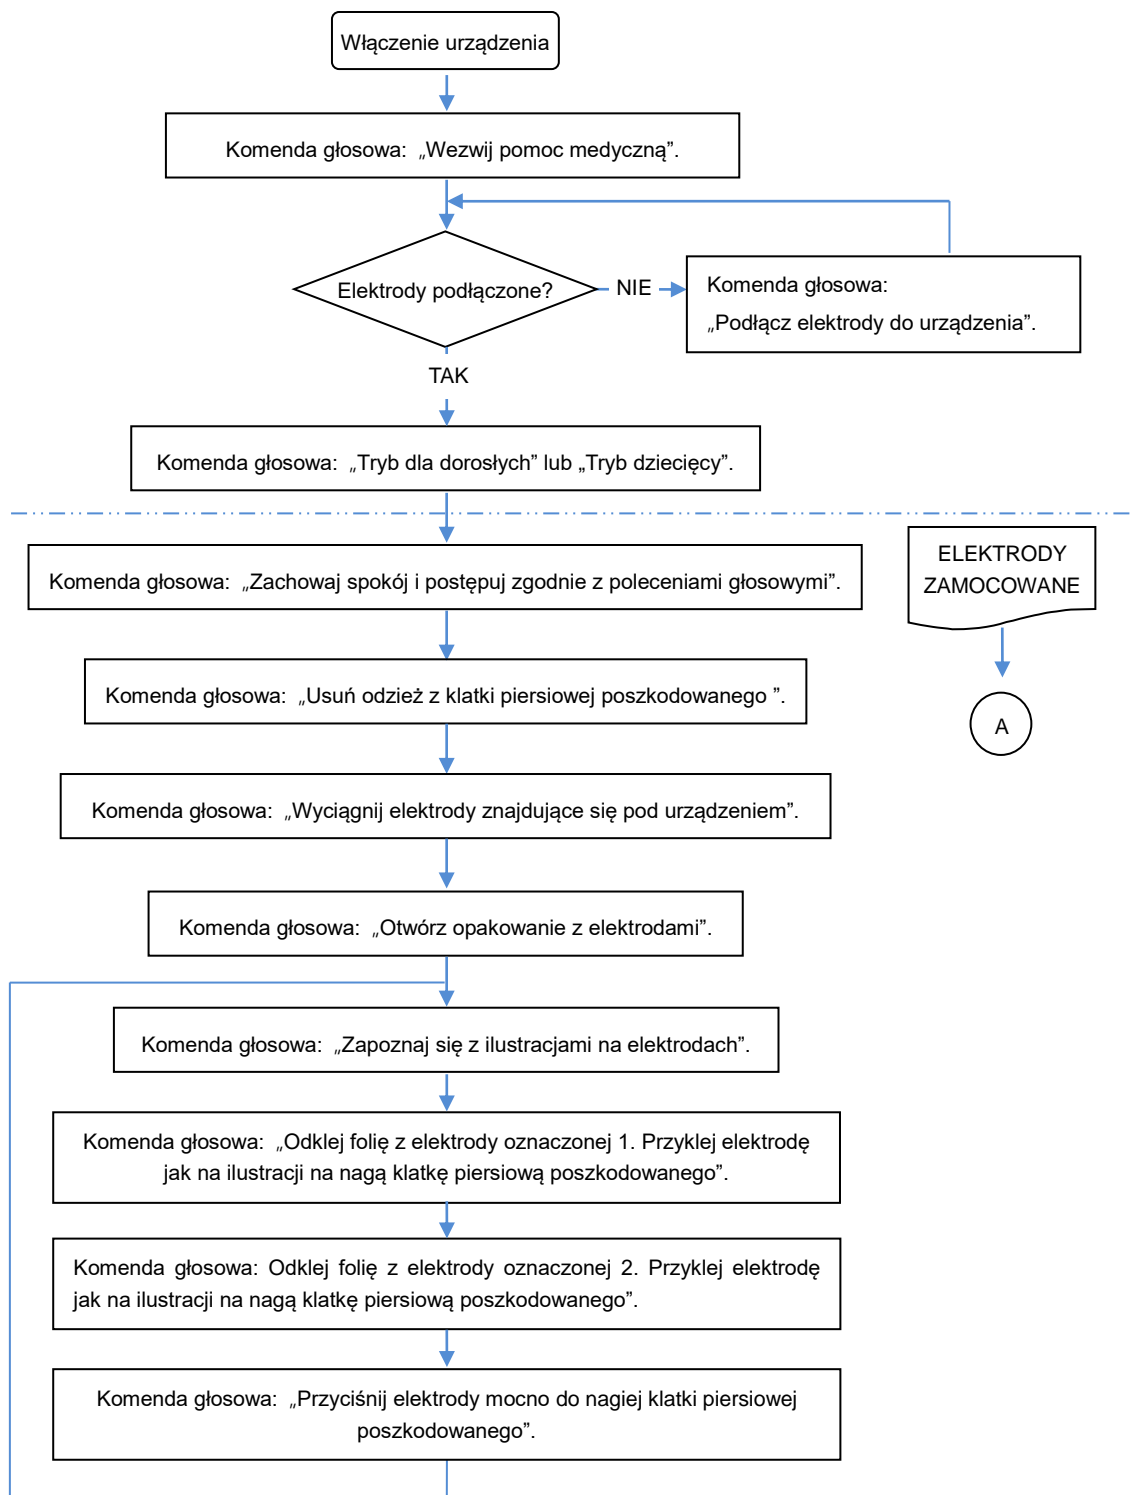 Włączenie urządzenia
Komenda głosowa: „Wezwij pomoc medyczną”.
Elektrody podłączone?
NIE
Komenda głosowa:
„Podłącz elektrody do urządzenia”.
TAK
Komenda głosowa: „Tryb dla dorosłych” lub „Tryb dziecięcy”.
Komenda głosowa: „Zachowaj spokój i postępuj zgodnie z poleceniami głosowymi”.
ELEKTRODY
ZAMOCOWANE
A
Komenda głosowa: „Usuń odzież z klatki piersiowej poszkodowanego ”.
Komenda głosowa: „Wyciągnij elektrody znajdujące się pod urządzeniem”.
Komenda głosowa: „Otwórz opakowanie z elektrodami”.
Komenda głosowa: „Zapoznaj się z ilustracjami na elektrodach”.
Komenda głosowa: „Odklej folię z elektrody oznaczonej 1. Przyklej elektrodę
jak na ilustracji na nagą klatkę piersiową poszkodowanego”.
Komenda głosowa: Odklej folię z elektrody oznaczonej 2. Przyklej elektrodę
jak na ilustracji na nagą klatkę piersiową poszkodowanego”.
Komenda głosowa: „Przyciśnij elektrody mocno do nagiej klatki piersiowej
poszkodowanego”.